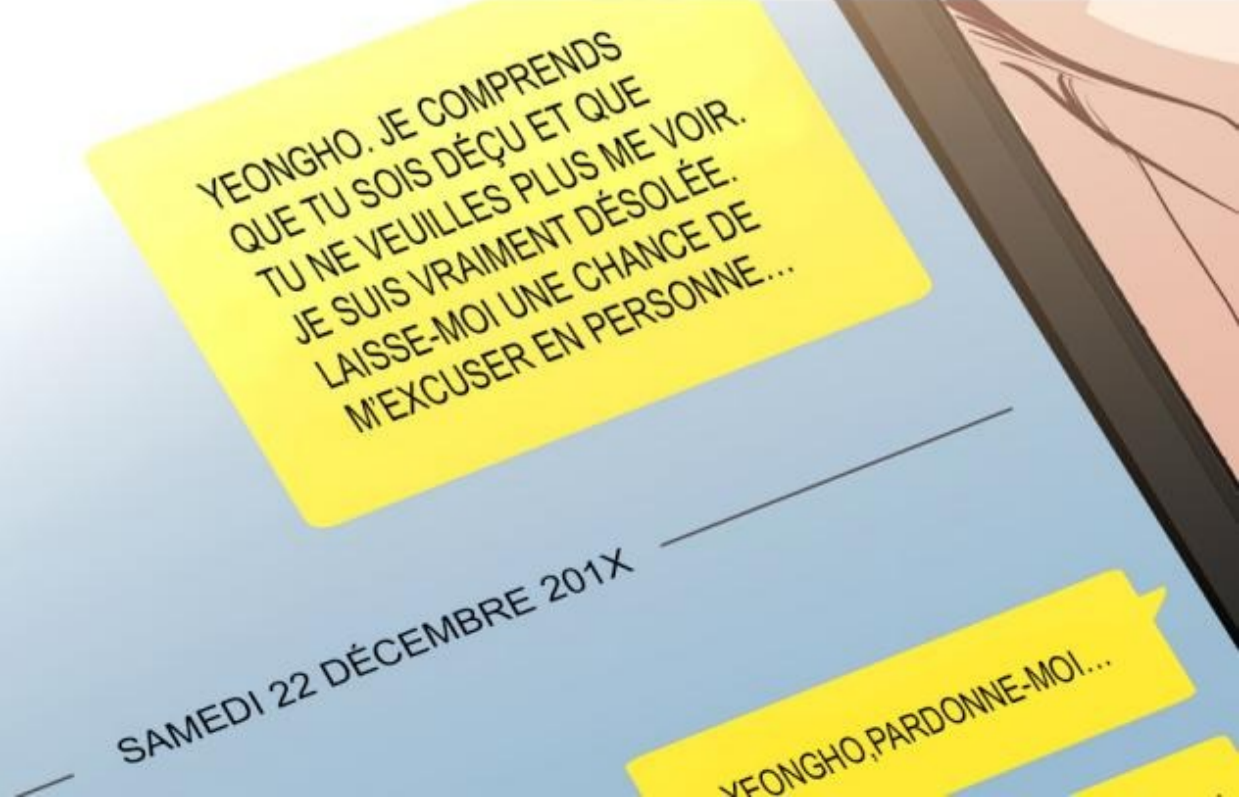 YEONGHO. JE COMPRENDS
QUE TU SOIS DÉÇU ET QUE
TU NE VEUILLES PLUS ME VOIR.
JE SUIS VRAIMENT DÉSOLÉE.
LAISSE-MOI UNE CHANCE DE
M'EXCUSER EN PERSONNE...
SAMEDI 22 DÉCEMBRE 201X
YEONGHO,PARDONNE-MOI...